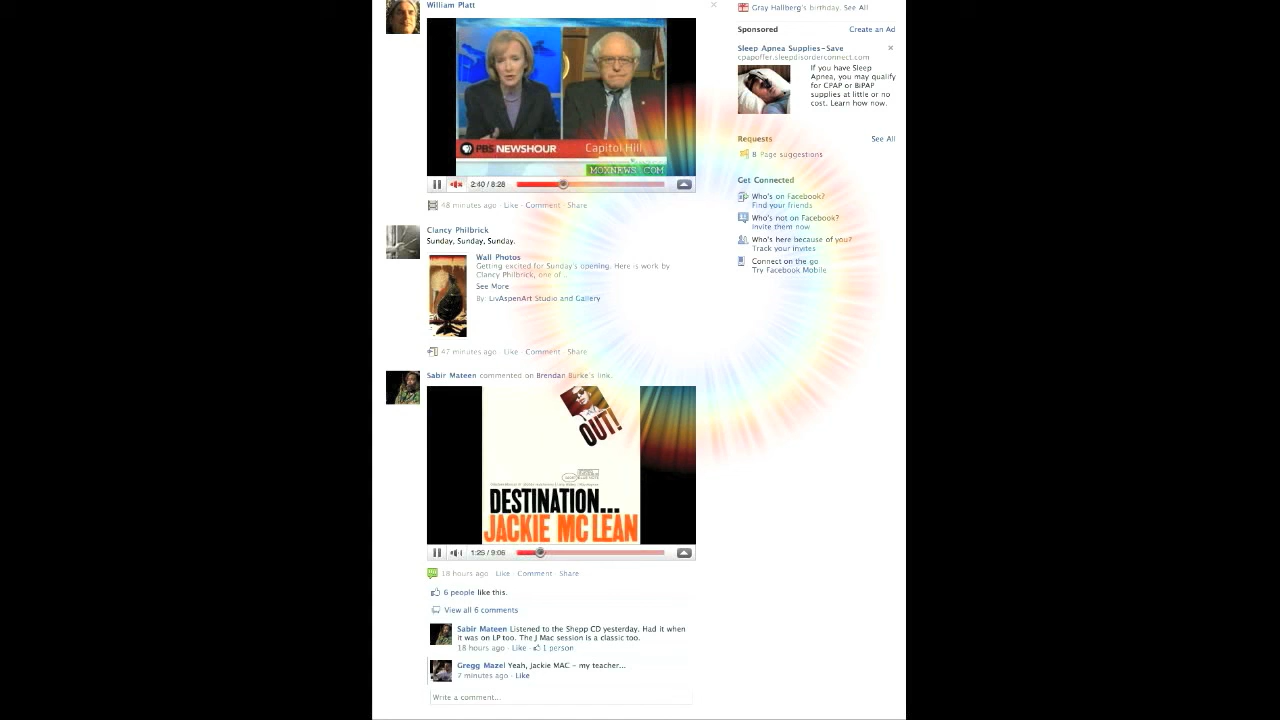 William Platt
PBS NEWSHOUR
Capitol Hill
MOXNEWS.COM
2:40 / 8:28
48 minutes ago · Like · Comment · Share
Clancy Philbrick
Sunday, Sunday, Sunday.
Wall Photos
Getting excited for Sunday's opening. Here is work by
Clancy Philbrick, one of ...
See More
By: LivAspenArt Studio and Gallery
47 minutes ago · Like · Comment · Share
Sabir Mateen commented on Brendan Burke's link.
OUT!
DESTINATION...
JACKIE McLEAN
1:25 / 9:06
18 hours ago · Like · Comment · Share
6 people like this.
View all 6 comments
Sabir Mateen Listened to the Shepp CD yesterday. Had it when
it was on LP too. The J Mac session is a classic too.
18 hours ago · Like · 1 person
Gregg Mazel Yeah, Jackie MAC - my teacher...
7 minutes ago · Like
Write a comment...
Gray Hallberg's birthday. See All
Sponsored
Create an Ad
Sleep Apnea Supplies-Save
cpapoffer.sleepdisorderconnect.com
If you have Sleep
Apnea, you may qualify
for CPAP or BiPAP
supplies at little or no
cost. Learn how now.
Requests
See All
8 Page suggestions
Get Connected
Who's on Facebook?
Find your friends
Who's not on Facebook?
Invite them now
Who's here because of you?
Track your invites
Connect on the go
Try Facebook Mobile